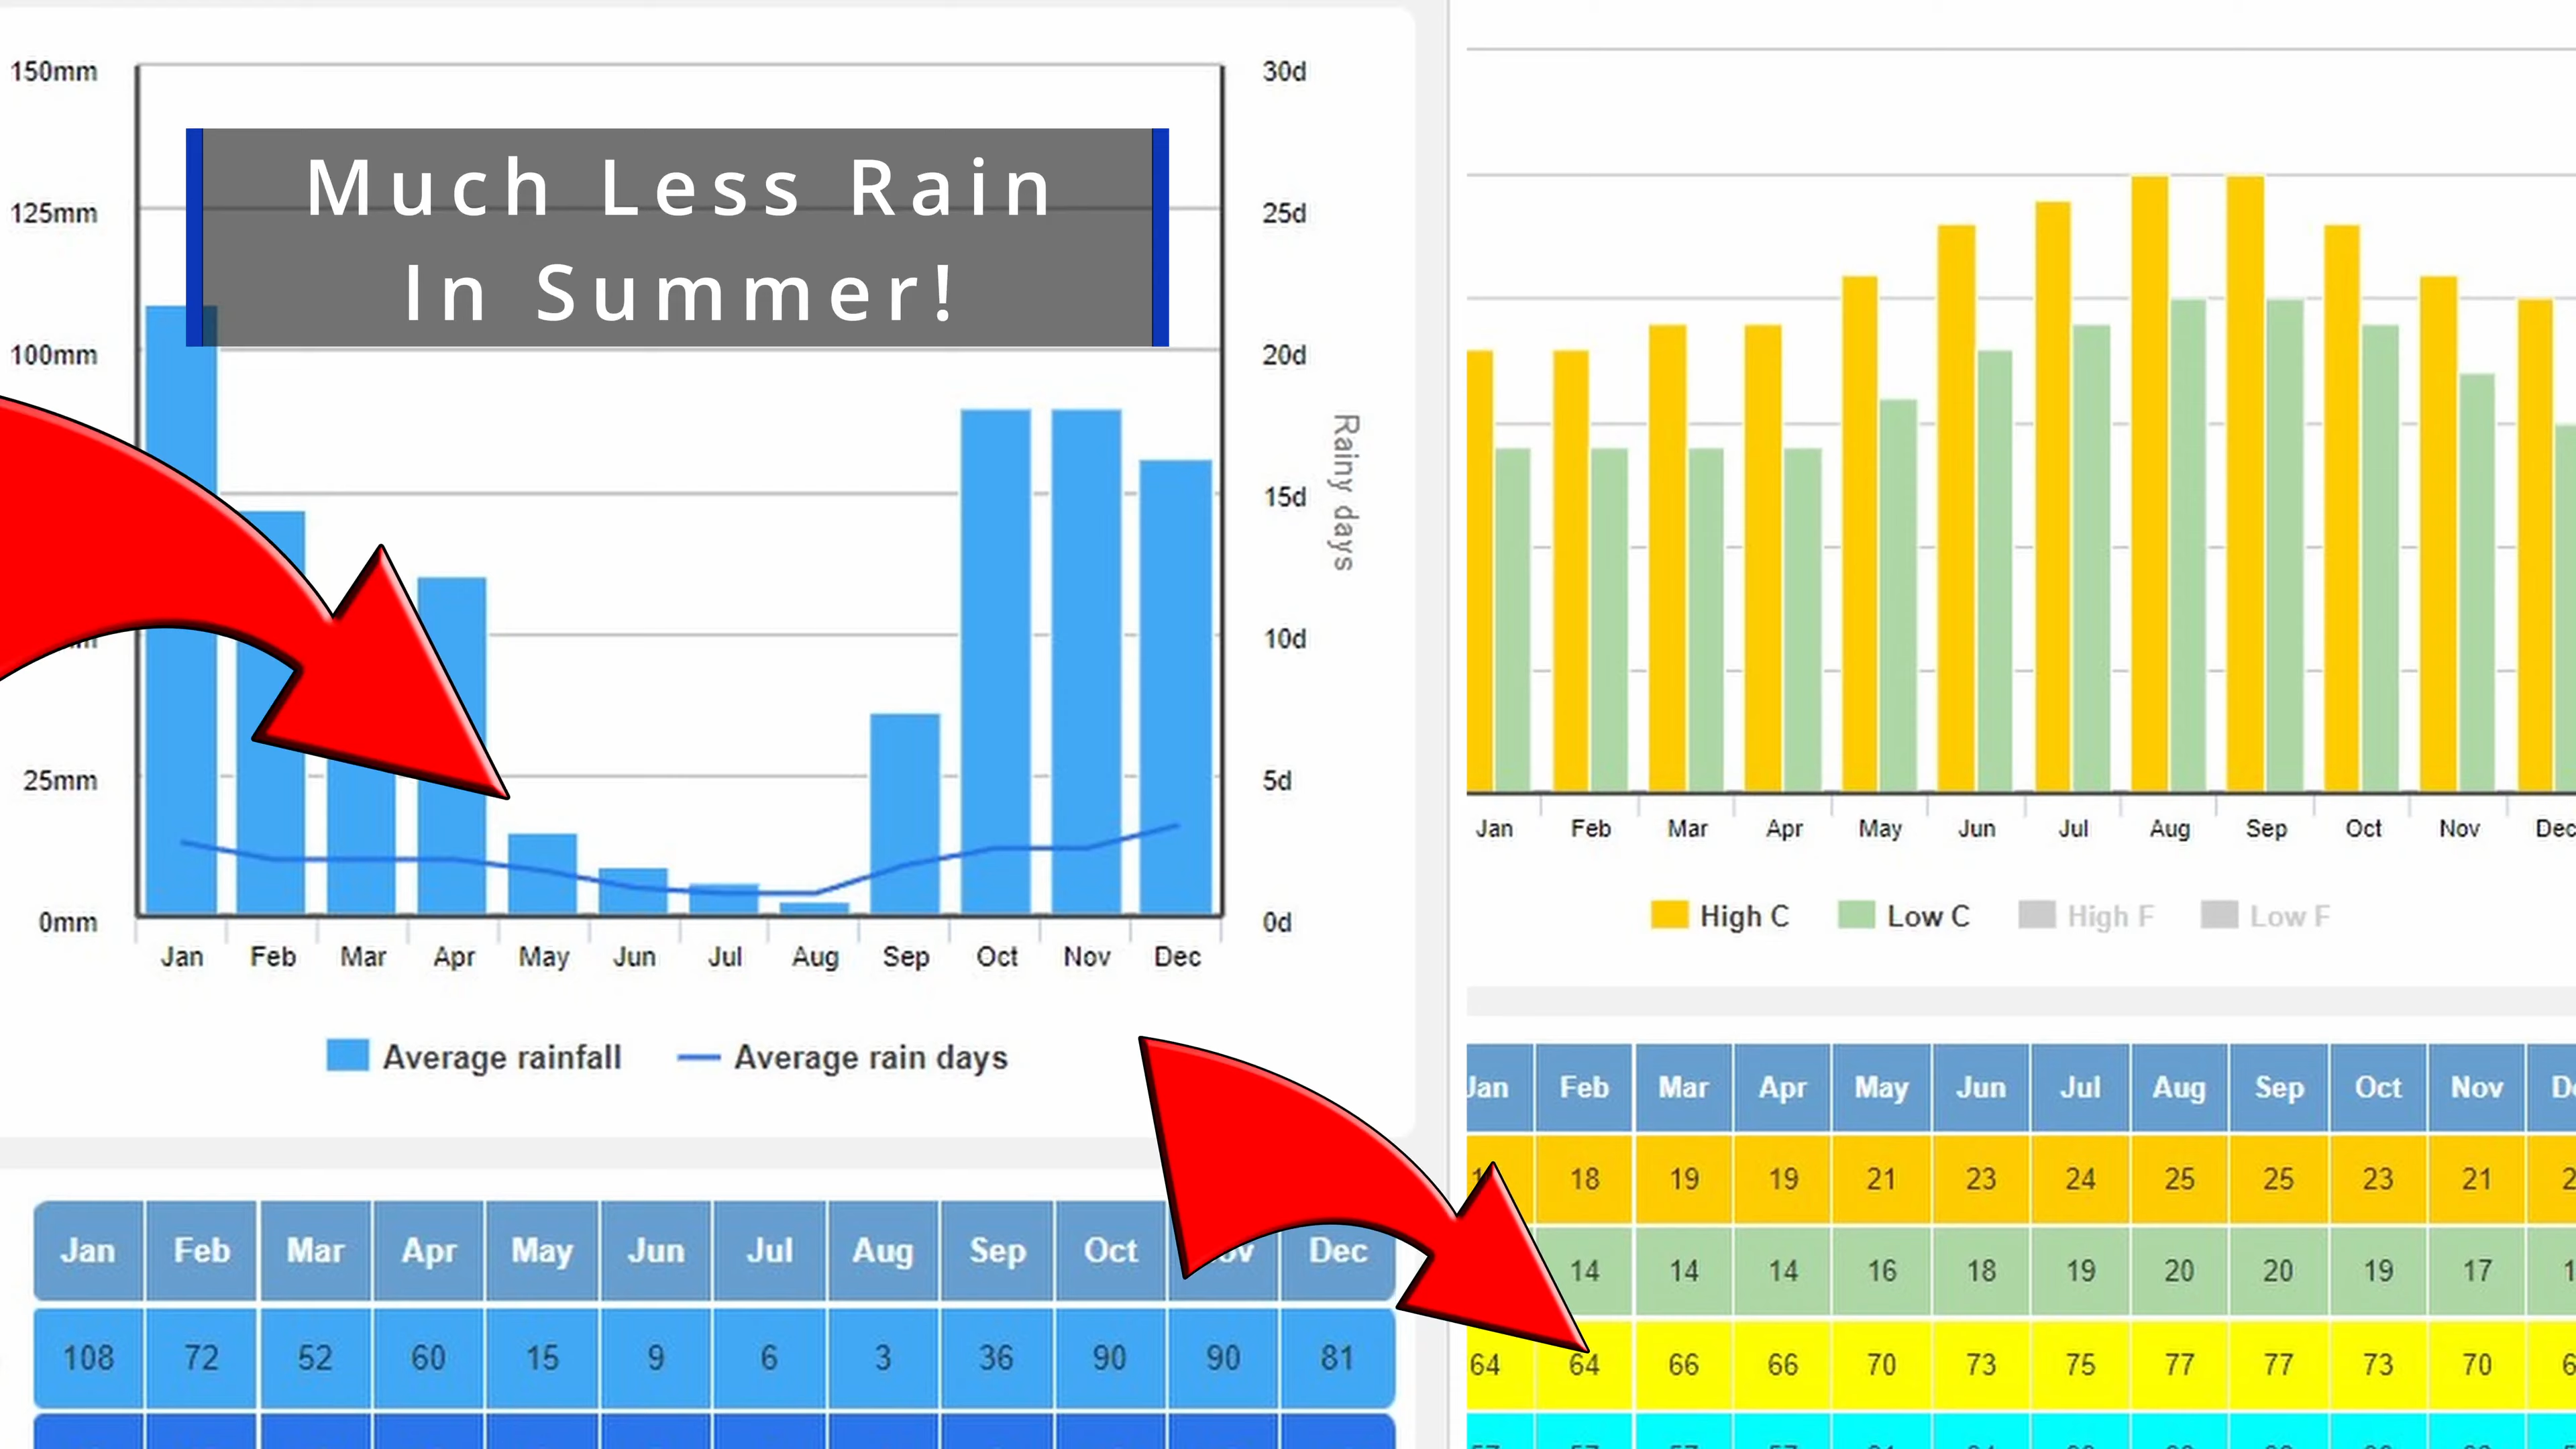 150mm
125mm
100mm
25mm
0mm
Much Less Rain
In Summer!
30d
25d
20d
15d
10d
5d
0d
Rainy days
Jan Feb Mar Apr May Jun Jul Aug Sep Oct Nov Dec
Average rainfall Average rain days
Jan Feb Mar Apr May Jun Jul Aug Sep Oct Dec
108 72 52 60 15 9 6 3 36 90 90 81
Jan Feb Mar Apr May Jun Jul Aug Sep Oct Nov Dec
High C Low C High F Low F
Jan Feb Mar Apr May Jun Jul Aug Sep Oct Nov
18 19 19 21 23 24 25 25 23 21
14 14 14 16 18 19 20 20 19 17
64 64 66 66 70 73 75 77 77 73 70